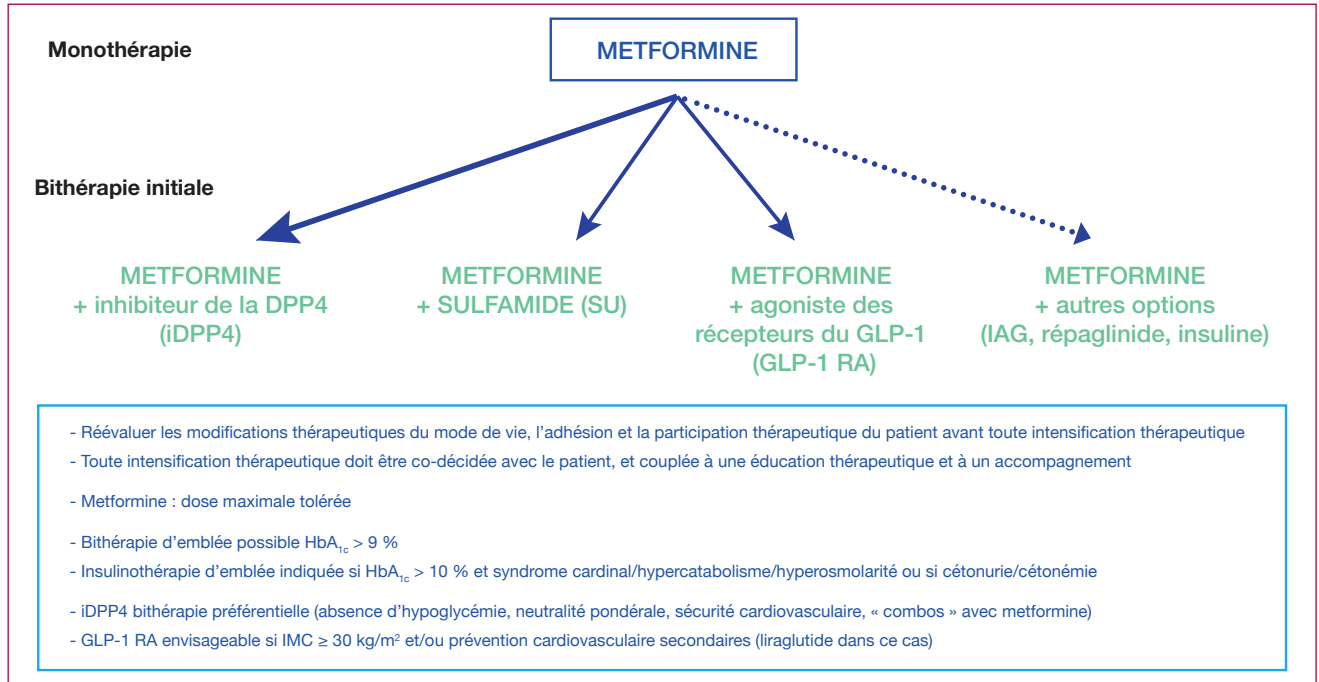 Monothérapie
METFORMINE
Bithérapie initiale
METFORMINE
+ inhibiteur de la DPP4
(iDPP4)
METFORMINE
+ SULFAMIDE (SU)
METFORMINE
+ agoniste des
récepteurs du GLP-1
(GLP-1 RA)
METFORMINE
+ autres options
(IAG, répaglinide, insuline)
- Réévaluer les modifications thérapeutiques du mode de vie, l'adhésion et la participation thérapeutique du patient avant toute intensification thérapeutique
- Toute intensification thérapeutique doit être co-décidée avec le patient, et couplée à une éducation thérapeutique et à un accompagnement
- Metformine : dose maximale tolérée
- Bithérapie d'emblée possible HbA1c > 9 %
- Insulinothérapie d'emblée indiquée si HbA1c > 10 % et syndrome cardinal/hypercatabolisme/hyperosmolarité ou si cétonurie/cétonémie
- iDPP4 bithérapie préférentielle (absence d'hypoglycémie, neutralité pondérale, sécurité cardiovasculaire, « combos » avec metformine)
- GLP-1 RA envisageable si IMC ≥ 30 kg/m² et/ou prévention cardiovasculaire secondaires (liraglutide dans ce cas)